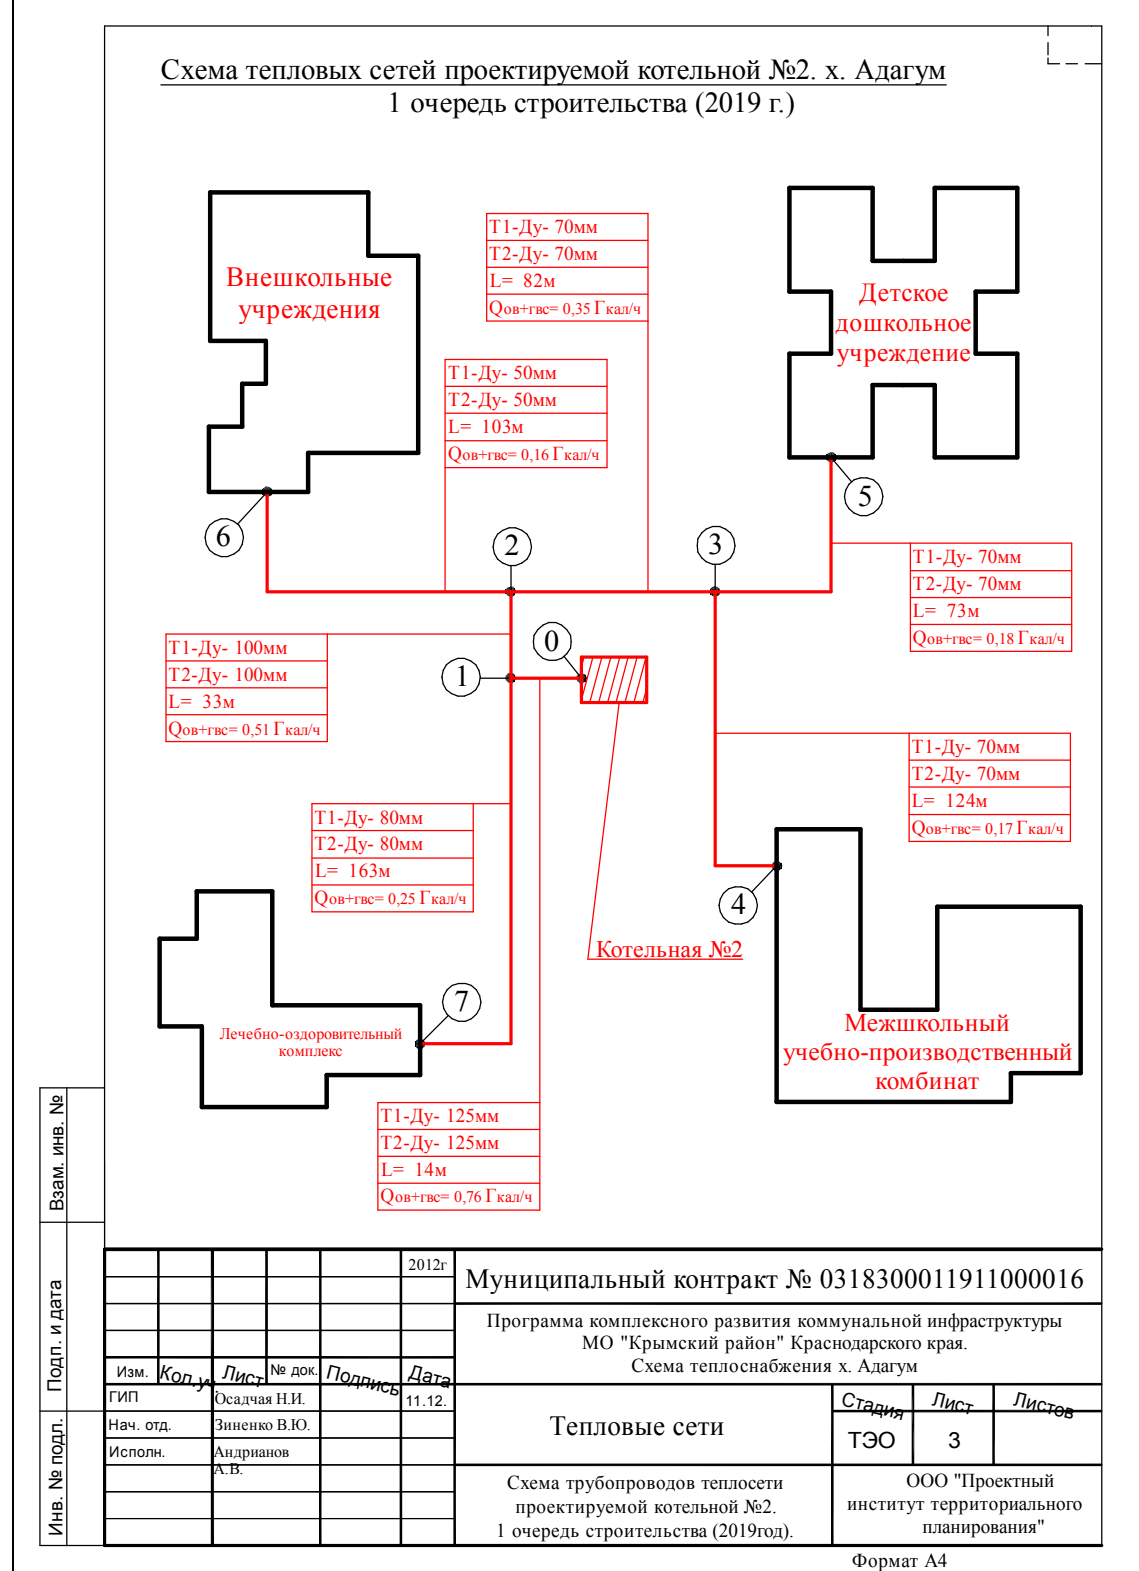 Схема тепловых сетей проектируемой котельной №2. х. Адагум
1 очередь строительства (2019 г.)
Т1-Ду- 70мм
Т2-Ду- 70мм
L= 82м
Qов+гвс= 0,35 Гкал/ч
Внешкольные
учреждения
Детское
дошкольное
учреждение
Т1-Ду- 50мм
Т2-Ду- 50мм
L= 103м
Qов+гвс= 0,16 Гкал/ч
5
6
2
3
Т1-Ду- 70мм
Т2-Ду- 70мм
L= 73м
Qов+гвс= 0,18 Гкал/ч
0
1
Т1-Ду- 100мм
Т2-Ду- 100мм
L= 33м
Qов+гвс= 0,51 Гкал/ч
Т1-Ду- 70мм
Т2-Ду- 70мм
L= 124м
Qов+гвс= 0,17 Гкал/ч
Т1-Ду- 80мм
Т2-Ду- 80мм
L= 163м
Qов+гвс= 0,25 Гкал/ч
4
Котельная №2
7
Лечебно-оздоровительный
комплекс
Межшкольный
учебно-производственный
комбинат
Т1-Ду- 125мм
Т2-Ду- 125мм
L= 14м
Qов+гвс= 0,76 Гкал/ч
Взам. инв. №
Подп. и дата
Инв. № подл.
2012г
Муниципальный контракт № 0318300011911000016
Программа комплексного развития коммунальной инфраструктуры
МО "Крымский район" Краснодарского края.
Схема теплоснабжения х. Адагум
Изм. Кол.уч Лист № док. Подпись Дата
ГИП Осадчая Н.И. 11.12.
Нач. отд. Зиненко В.Ю.
Исполн. Андрианов
А.В.
Тепловые сети
Стадия Лист Листов
ТЭО 3
Схема трубопроводов теплосети
проектируемой котельной №2.
1 очередь строительства (2019год).
ООО "Проектный
институт территориального
планирования"
Формат А4